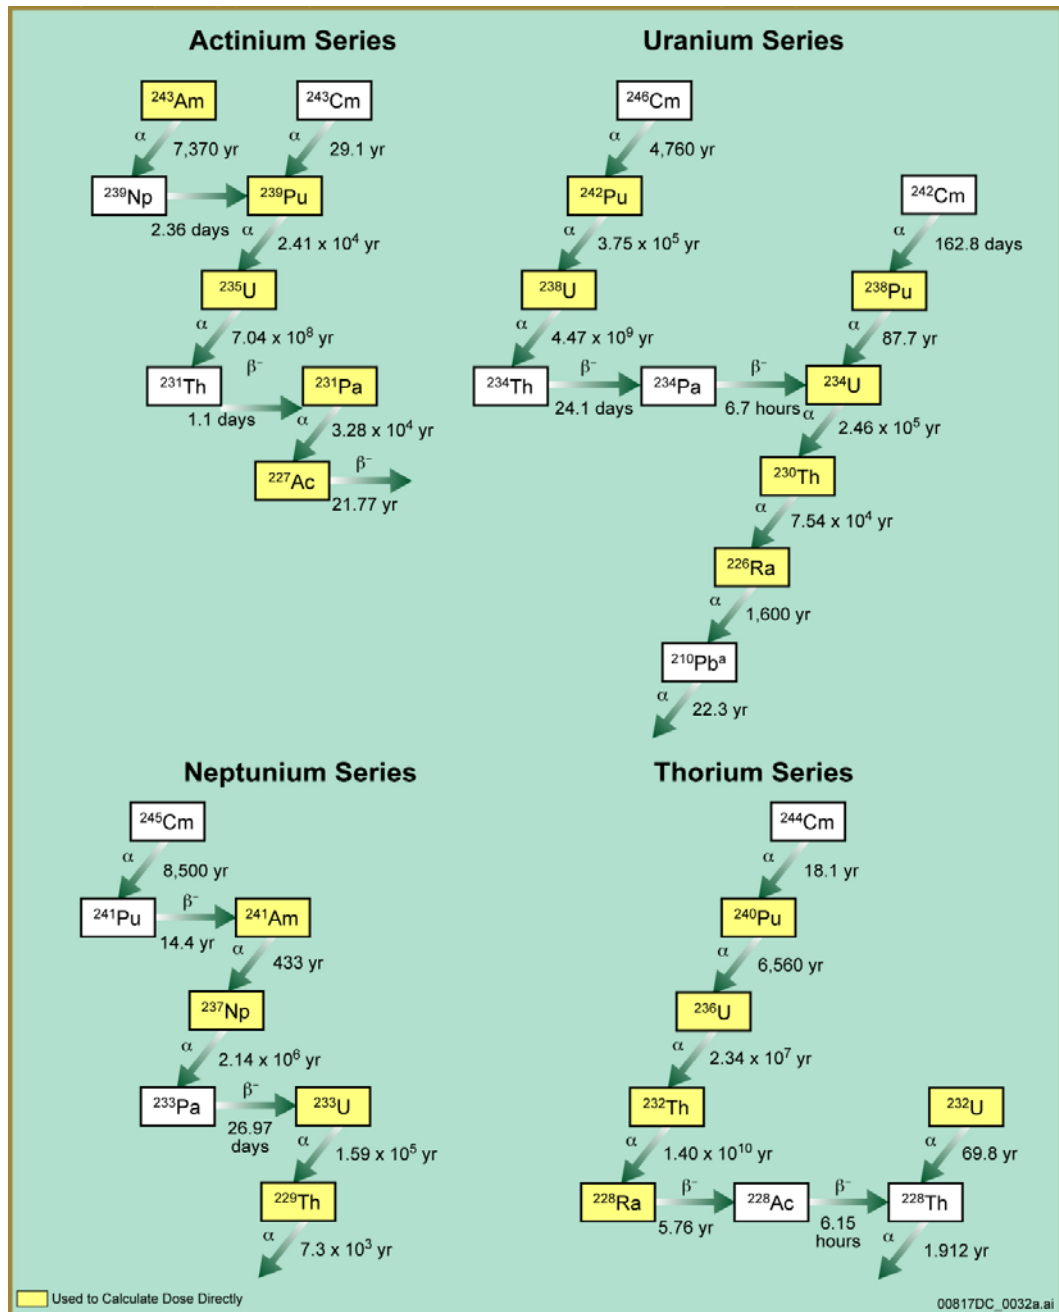 Actinium Series
²⁴³Am
²⁴³Cm
α
7,370 yr
α
29.1 yr
²³⁹Np
²³⁹Pu
2.36 days
α
2.41 x 10⁴ yr
²³⁵U
α
7.04 x 10⁸ yr
²³¹Th
β⁻
²³¹Pa
1.1 days
α
3.28 x 10⁴ yr
²²⁷Ac
β⁻
21.77 yr
Uranium Series
²⁴⁶Cm
α
4,760 yr
²⁴²Pu
²⁴²Cm
α
3.75 x 10⁵ yr
α
162.8 days
²³⁸U
²³⁸Pu
α
4.47 x 10⁹ yr
α
87.7 yr
²³⁴Th
β⁻
24.1 days
²³⁴Pa
β⁻
6.7 hours
²³⁴U
α
2.46 x 10⁵ yr
²³⁰Th
α
7.54 x 10⁴ yr
²²⁶Ra
α
1,600 yr
²¹⁰Pbᵃ
α
22.3 yr
Neptunium Series
²⁴⁵Cm
α
8,500 yr
²⁴¹Pu
β⁻
14.4 yr
²⁴¹Am
α
433 yr
²³⁷Np
α
2.14 x 10⁶ yr
²³³Pa
β⁻
26.97
days
²³³U
α
1.59 x 10⁵ yr
²²⁹Th
α
7.3 x 10³ yr
Thorium Series
²⁴⁴Cm
α
18.1 yr
²⁴⁰Pu
α
6,560 yr
²³⁶U
α
2.34 x 10⁷ yr
²³²Th
²³²U
α
1.40 x 10¹⁰ yr
α
69.8 yr
²²⁸Ra
β⁻
5.76 yr
²²⁸Ac
β⁻
6.15
hours
²²⁸Th
α
1.912 yr
Used to Calculate Dose Directly
00817DC_0032a.ai